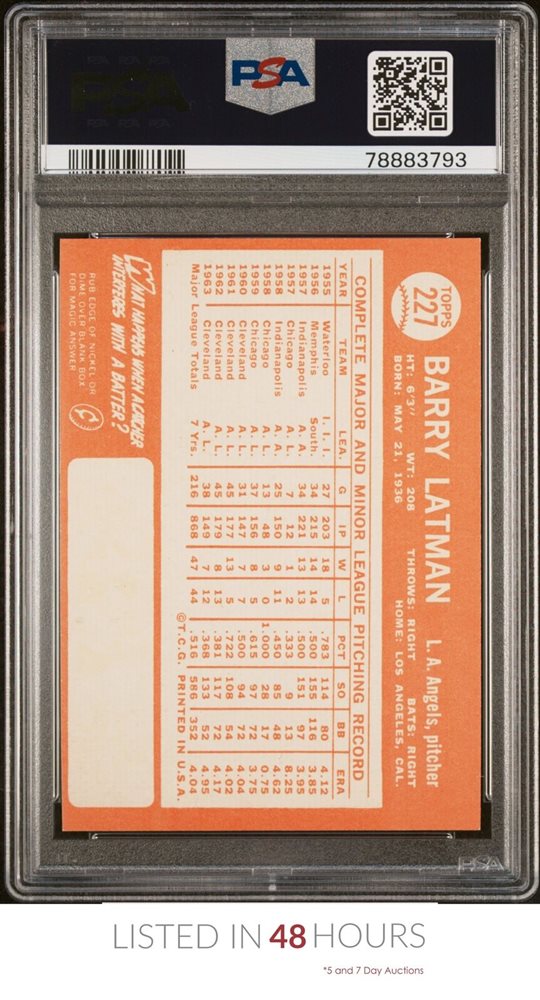 PSA
78883793
TOPPS
227
BARRY LATMAN L. A. Angels, pitcher
HT: 6'3" WT: 208 THROWS: RIGHT BATS: RIGHT
BORN: MAY 21, 1936 HOME: LOS ANGELES, CAL.
COMPLETE MAJOR AND MINOR LEAGUE PITCHING RECORD
YEAR TEAM LEA. G IP W L PCT SO BB ERA
1955 Waterloo I. I. I. 27 203 18 5 .783 114 80 4.12
1956 Memphis South. 34 215 14 14 .500 155 116 3.85
1957 Indianapolis A. A. 34 221 13 13 .500 151 97 3.95
1957 Chicago A. L. 7 12 1 2 .333 9 13 8.25
1958 Indianapolis A. A. 25 150 9 11 .450 85 48 4.62
1958 Chicago A. L. 13 48 3 0 1.000 28 17 0.75
1959 Chicago A. L. 37 156 8 5 .615 97 72 3.75
1960 Cleveland A. L. 31 147 7 7 .500 94 72 4.04
1961 Cleveland A. L. 45 177 13 5 .722 108 54 4.02
1962 Cleveland A. L. 45 179 8 13 .381 117 72 4.17
1963 Cleveland A. L. 38 149 7 12 .368 133 52 4.95
Major League Totals 7 Yrs. 216 868 47 44 .516 586 352 4.04
©T.C.G. PRINTED IN U.S.A.
WHAT HAPPENS WHEN A CATCHER
INTERFERES WITH A BATTER?
RUB EDGE OF NICKEL OR
DIME OVER BLANK BOX
FOR MAGIC ANSWER
PSA
LISTED IN 48 HOURS
*5 and 7 Day Auctions